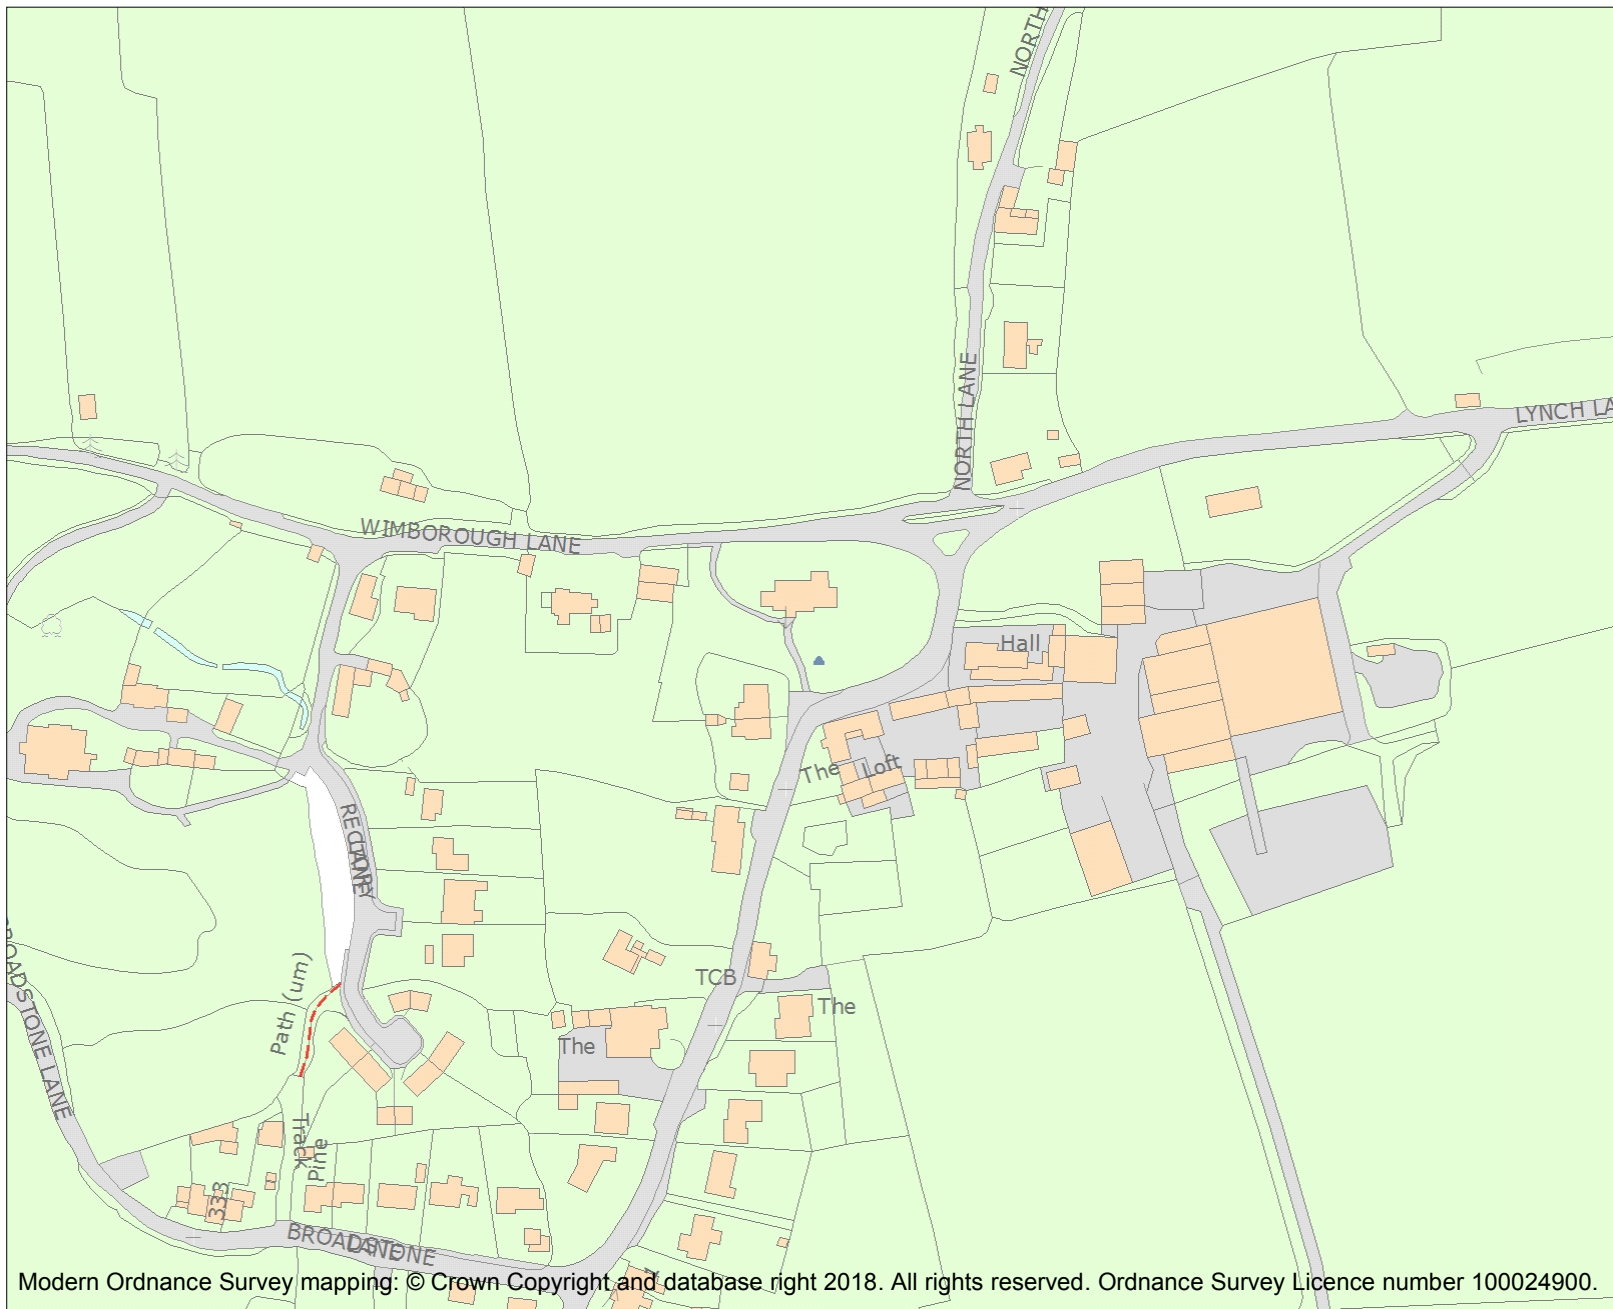 NORTH
LYNCH LA
NORTH LANE
WIMBOROUGH LANE
Hall
The Loft
RECTORY
LANE
TCB
Path (um)
The
The
BROADSTONE LANE
Track
Pine
333
BROADSTONE
LANE
Modern Ordnance Survey mapping: © Crown Copyright and database right 2018. All rights reserved. Ordnance Survey Licence number 100024900.